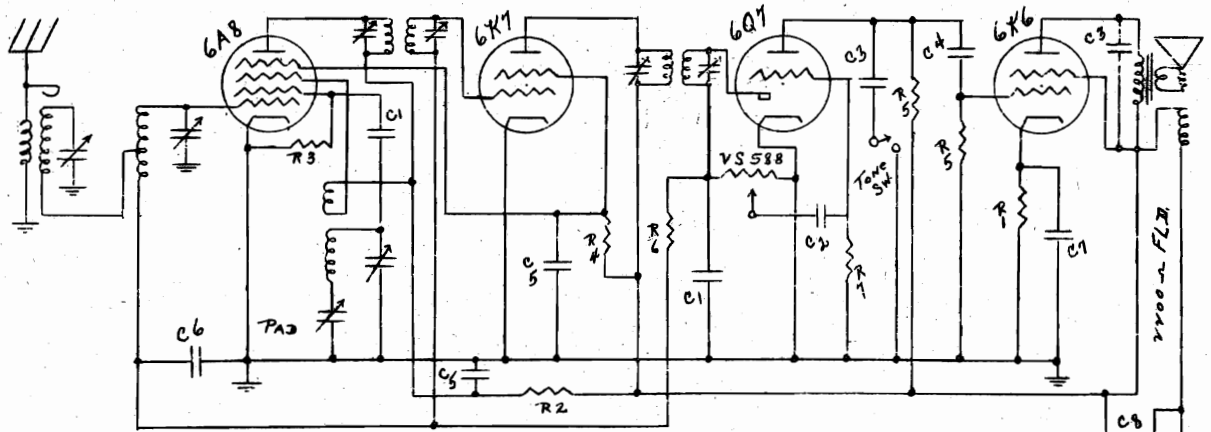 6A8
6K7
6Q7
6K6
C3
C4
C3
R5
C1
R3
VS 588
TONE SW
R5
C5
R4
R6
C1
C2
R7
R1
C7
FLD
PAD
C6
C5
R2
C8